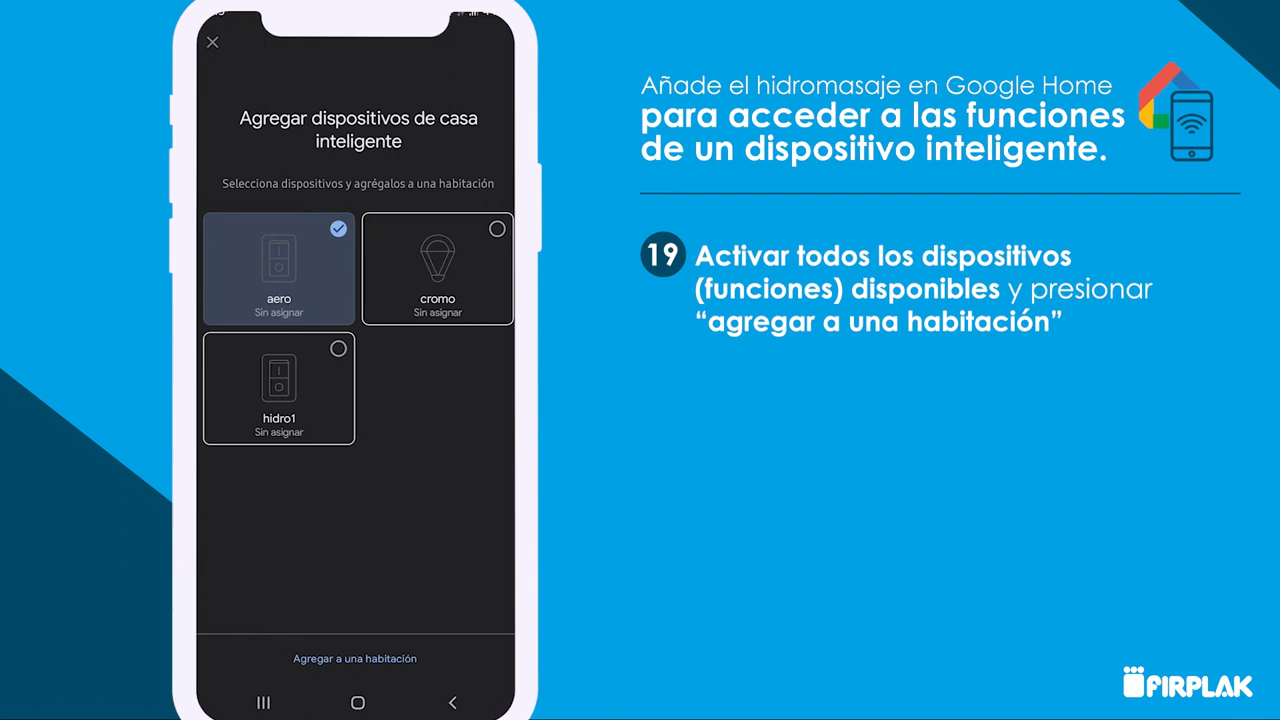 Agregar dispositivos de casa
inteligente
Selecciona dispositivos y agrégalos a una habitación
aero
Sin asignar
cromo
Sin asignar
hidro1
Sin asignar
Agregar a una habitación
Añade el hidromasaje en Google Home
para acceder a las funciones
de un dispositivo inteligente.
19 Activar todos los dispositivos
(funciones) disponibles y presionar
“agregar a una habitación”
FIRPLAK